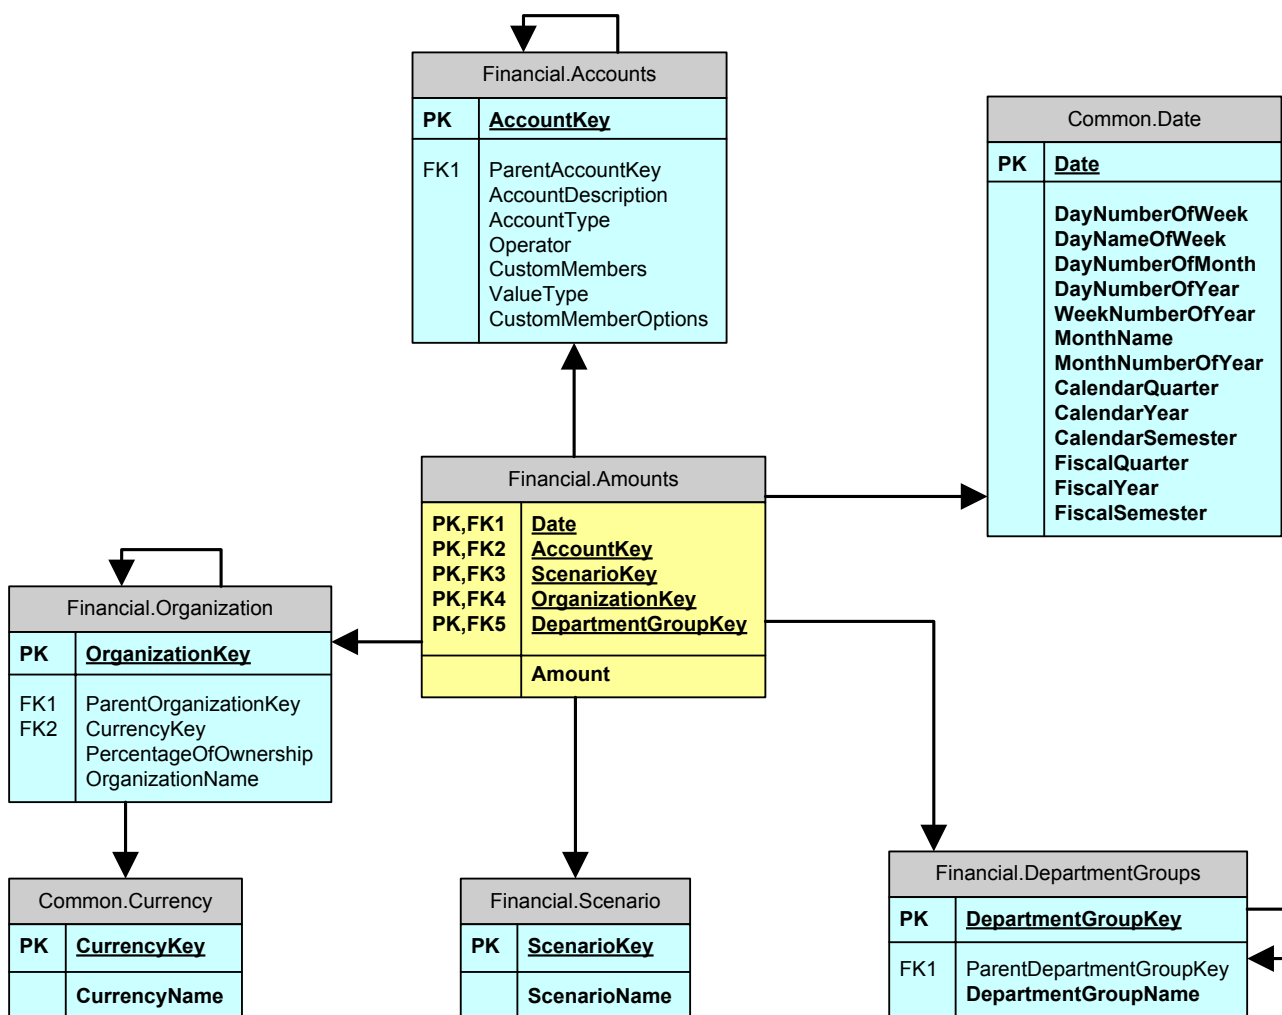 Financial.Accounts
PK AccountKey
FK1 ParentAccountKey
AccountDescription
AccountType
Operator
CustomMembers
ValueType
CustomMemberOptions
Common.Date
PK Date
DayNumberOfWeek
DayNameOfWeek
DayNumberOfMonth
DayNumberOfYear
WeekNumberOfYear
MonthName
MonthNumberOfYear
CalendarQuarter
CalendarYear
CalendarSemester
FiscalQuarter
FiscalYear
FiscalSemester
Financial.Amounts
PK,FK1 Date
PK,FK2 AccountKey
PK,FK3 ScenarioKey
PK,FK4 OrganizationKey
PK,FK5 DepartmentGroupKey
Amount
Financial.Organization
PK OrganizationKey
FK1 ParentOrganizationKey
FK2 CurrencyKey
PercentageOfOwnership
OrganizationName
Common.Currency
PK CurrencyKey
CurrencyName
Financial.Scenario
PK ScenarioKey
ScenarioName
Financial.DepartmentGroups
PK DepartmentGroupKey
FK1 ParentDepartmentGroupKey
DepartmentGroupName